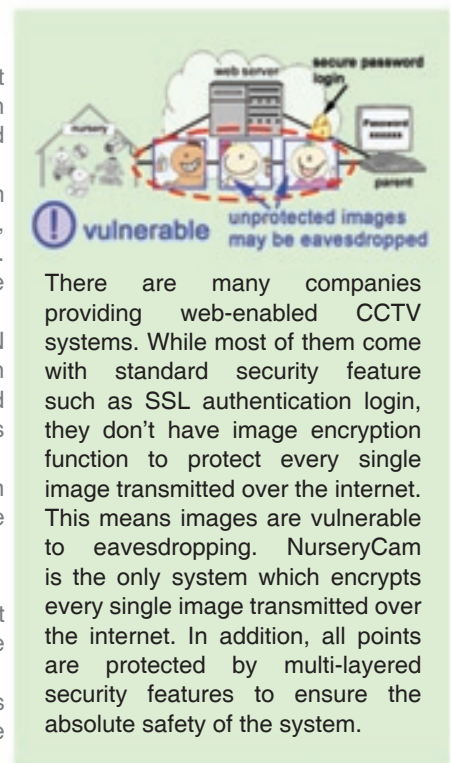 web server
secure password
login
nursery
Password
******
parent
! vulnerable
unprotected images
may be eavesdropped
There are many companies
providing web-enabled CCTV
systems. While most of them come
with standard security feature
such as SSL authentication login,
they don't have image encryption
function to protect every single
image transmitted over the internet.
This means images are vulnerable
to eavesdropping. NurseryCam
is the only system which encrypts
every single image transmitted over
the internet. In addition, all points
are protected by multi-layered
security features to ensure the
absolute safety of the system.